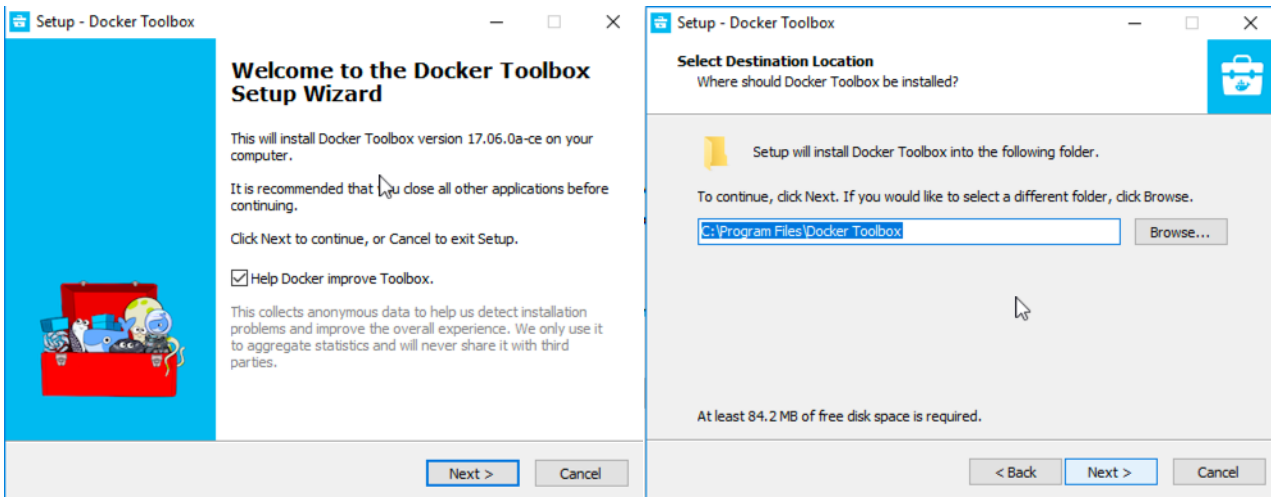 Setup - Docker Toolbox
Welcome to the Docker Toolbox
Setup Wizard
This will install Docker Toolbox version 17.06.0a-ce on your
computer.
It is recommended that you close all other applications before
continuing.
Click Next to continue, or Cancel to exit Setup.
Help Docker improve Toolbox.
This collects anonymous data to help us detect installation
problems and improve the overall experience. We only use it
to aggregate statistics and will never share it with third
parties.
Next >
Cancel
Setup - Docker Toolbox
Select Destination Location
Where should Docker Toolbox be installed?
Setup will install Docker Toolbox into the following folder.
To continue, click Next. If you would like to select a different folder, click Browse.
C:\Program Files\Docker Toolbox
Browse...
At least 84.2 MB of free disk space is required.
< Back
Next >
Cancel